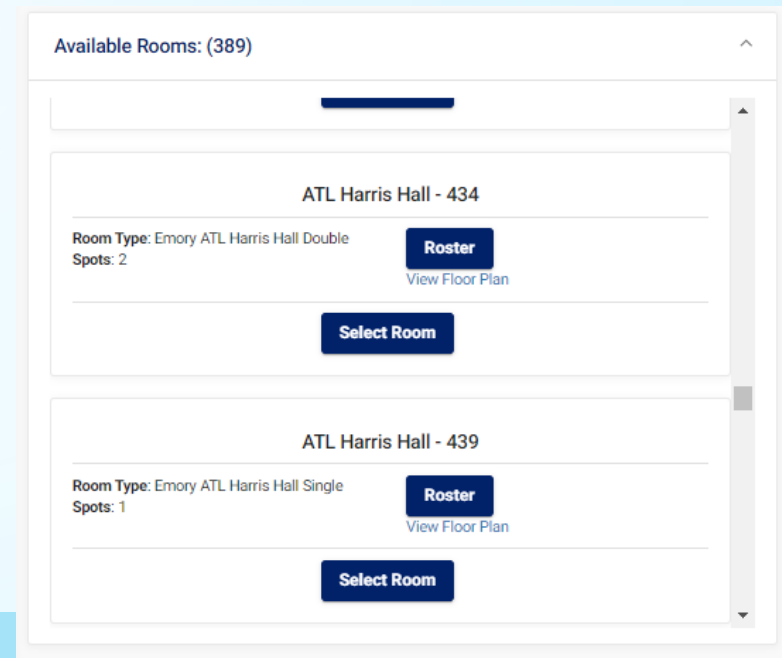 Available Rooms: (389)
ATL Harris Hall - 434
Room Type: Emory ATL Harris Hall Double
Spots: 2
Roster
View Floor Plan
Select Room
ATL Harris Hall - 439
Room Type: Emory ATL Harris Hall Single
Spots: 1
Roster
View Floor Plan
Select Room